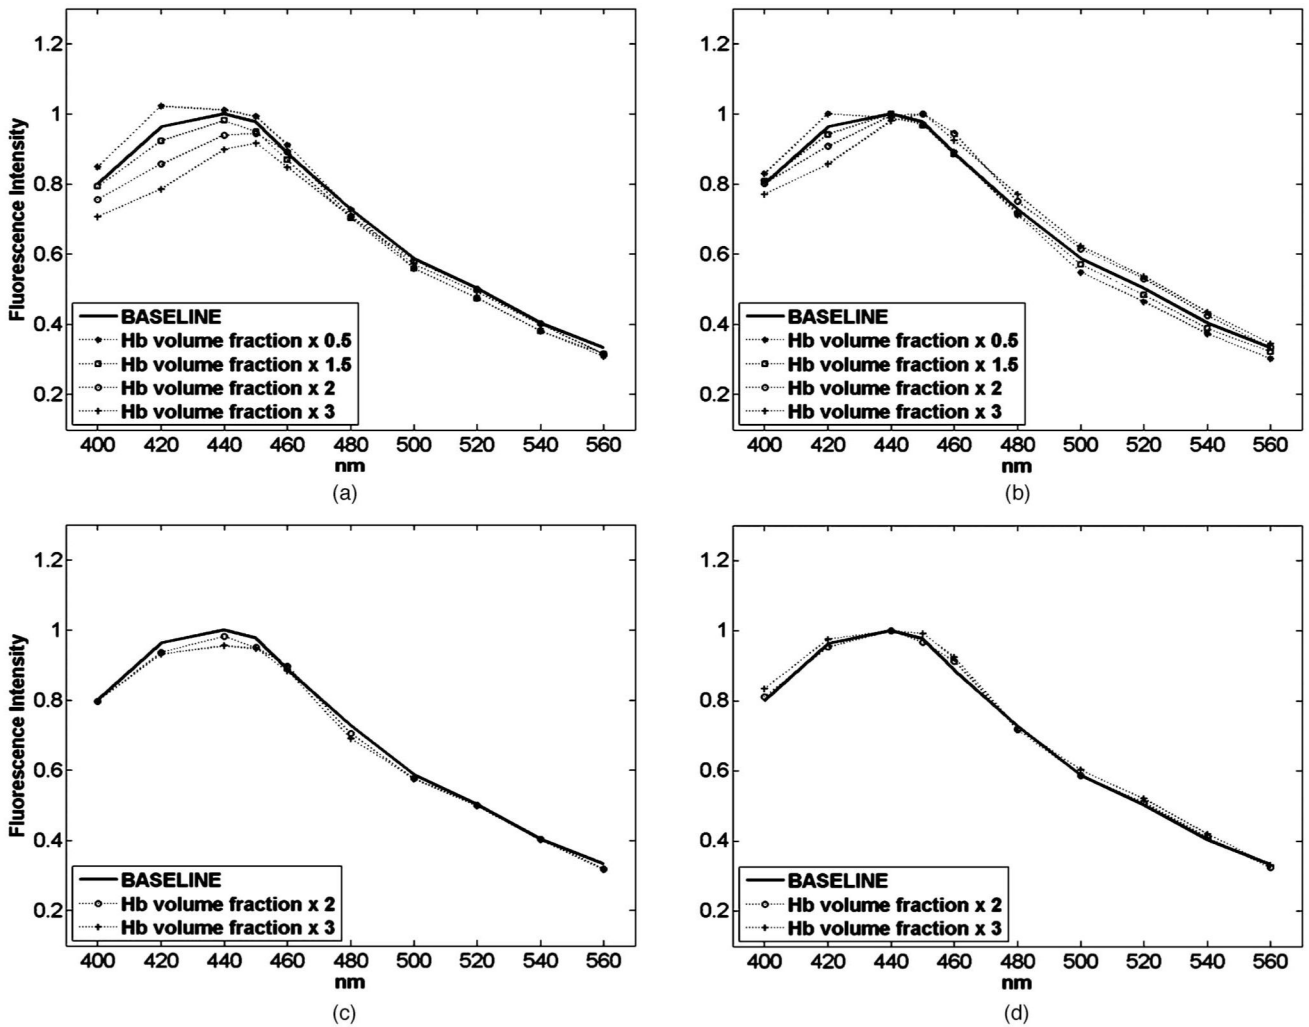 1.2
1
0.8
0.6
0.4
0.2
Fluorescence Intensity
BASELINE
Hb volume fraction x 0.5
Hb volume fraction x 1.5
Hb volume fraction x 2
Hb volume fraction x 3
400 420 440 460 480 500 520 540 560
nm
(a)
1.2
1
0.8
0.6
0.4
0.2
BASELINE
Hb volume fraction x 0.5
Hb volume fraction x 1.5
Hb volume fraction x 2
Hb volume fraction x 3
400 420 440 460 480 500 520 540 560
nm
(b)
1.2
1
0.8
0.6
0.4
0.2
Fluorescence Intensity
BASELINE
Hb volume fraction x 2
Hb volume fraction x 3
400 420 440 460 480 500 520 540 560
nm
(c)
1.2
1
0.8
0.6
0.4
0.2
BASELINE
Hb volume fraction x 2
Hb volume fraction x 3
400 420 440 460 480 500 520 540 560
nm
(d)